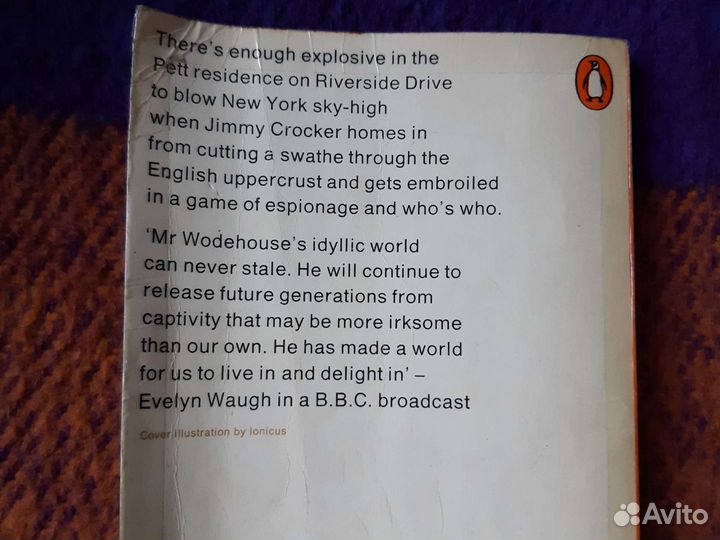 There's enough explosive in the
Pett residence on Riverside Drive
to blow New York sky-high
when Jimmy Crocker homes in
from cutting a swathe through the
English uppercrust and gets embroiled
in a game of espionage and who's who.
'Mr Wodehouse's idyllic world
can never stale. He will continue to
release future generations from
captivity that may be more irksome
than our own. He has made a world
for us to live in and delight in' –
Evelyn Waugh in a B.B.C. broadcast
Cover illustration by Ionicus
Avito